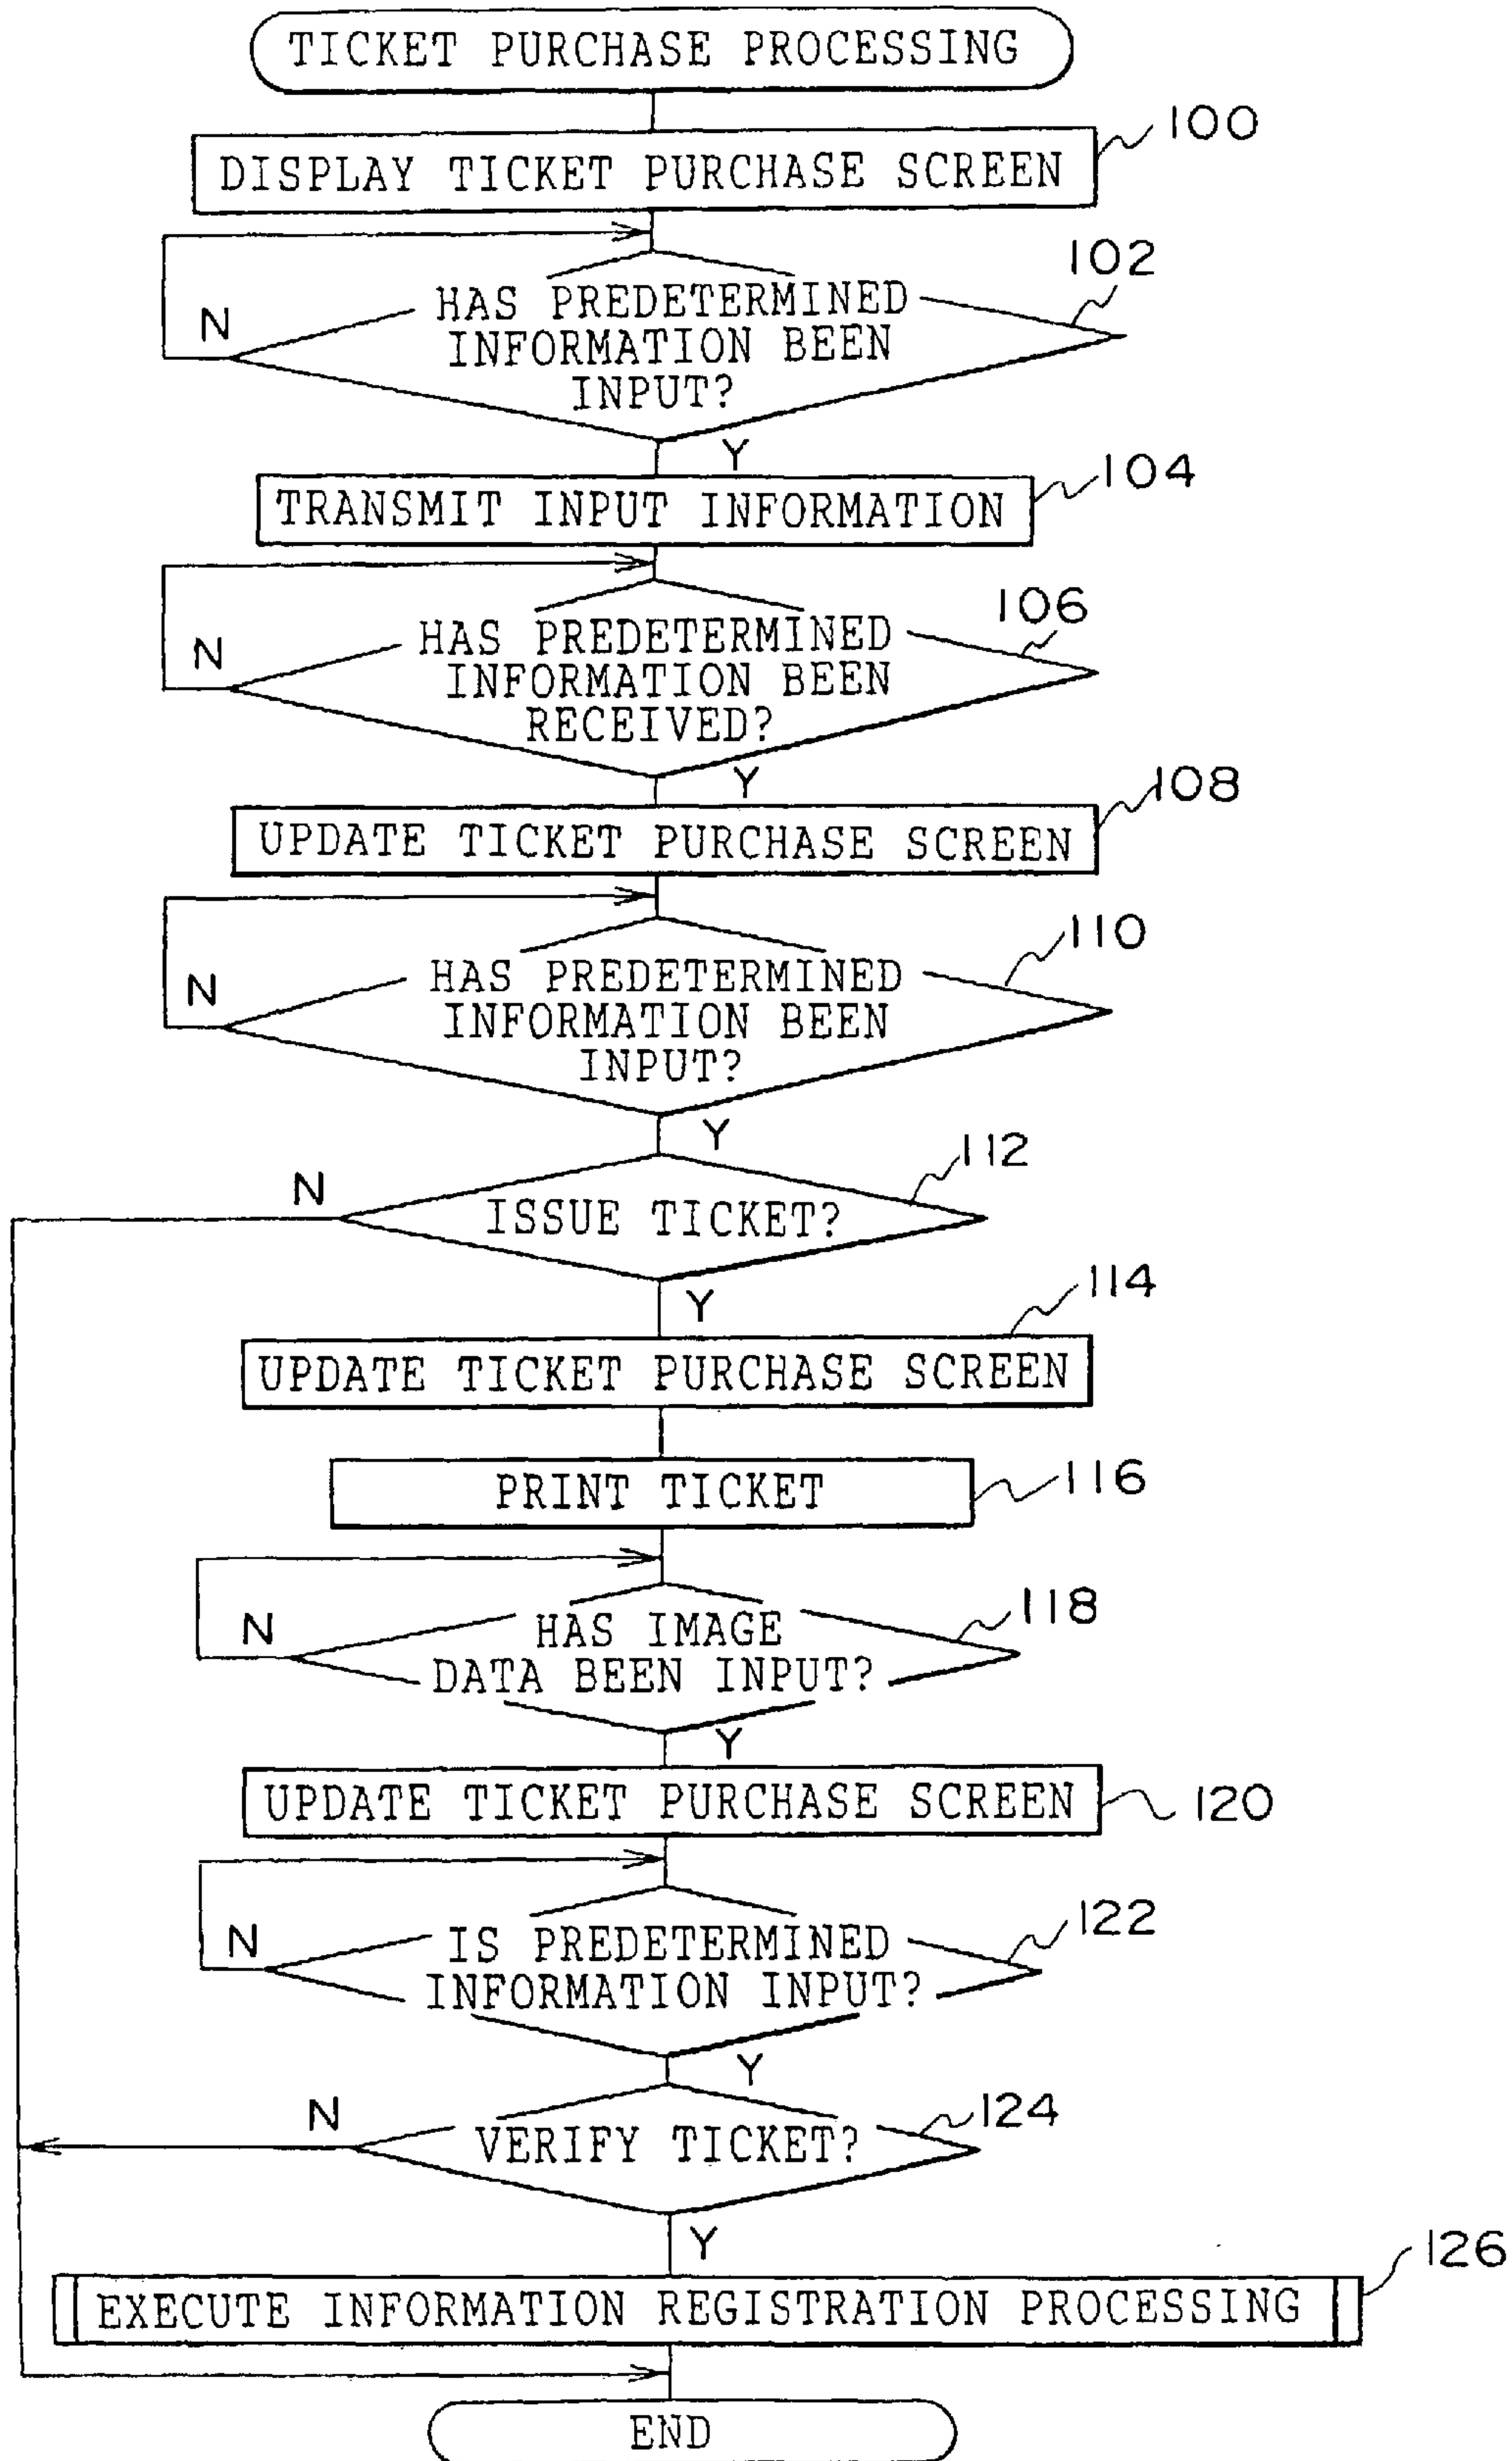 TICKET PURCHASE PROCESSING
100
DISPLAY TICKET PURCHASE SCREEN
102
HAS PREDETERMINED
N
INFORMATION BEEN
INPUT?
Y
104
TRANSMIT INPUT INFORMATION
106
HAS PREDETERMINED
N
INFORMATION BEEN
RECEIVED?
Y
108
UPDATE TICKET PURCHASE SCREEN
110
HAS PREDETERMINED
N
INFORMATION BEEN
INPUT?
Y
112
N
ISSUE TICKET?
Y
114
UPDATE TICKET PURCHASE SCREEN
PRINT TICKET
116
118
HAS IMAGE
N
DATA BEEN INPUT?
Y
UPDATE TICKET PURCHASE SCREEN
120
122
IS PREDETERMINED
N
INFORMATION INPUT?
Y
124
N
VERIFY TICKET?
Y
126
EXECUTE INFORMATION REGISTRATION PROCESSING
END